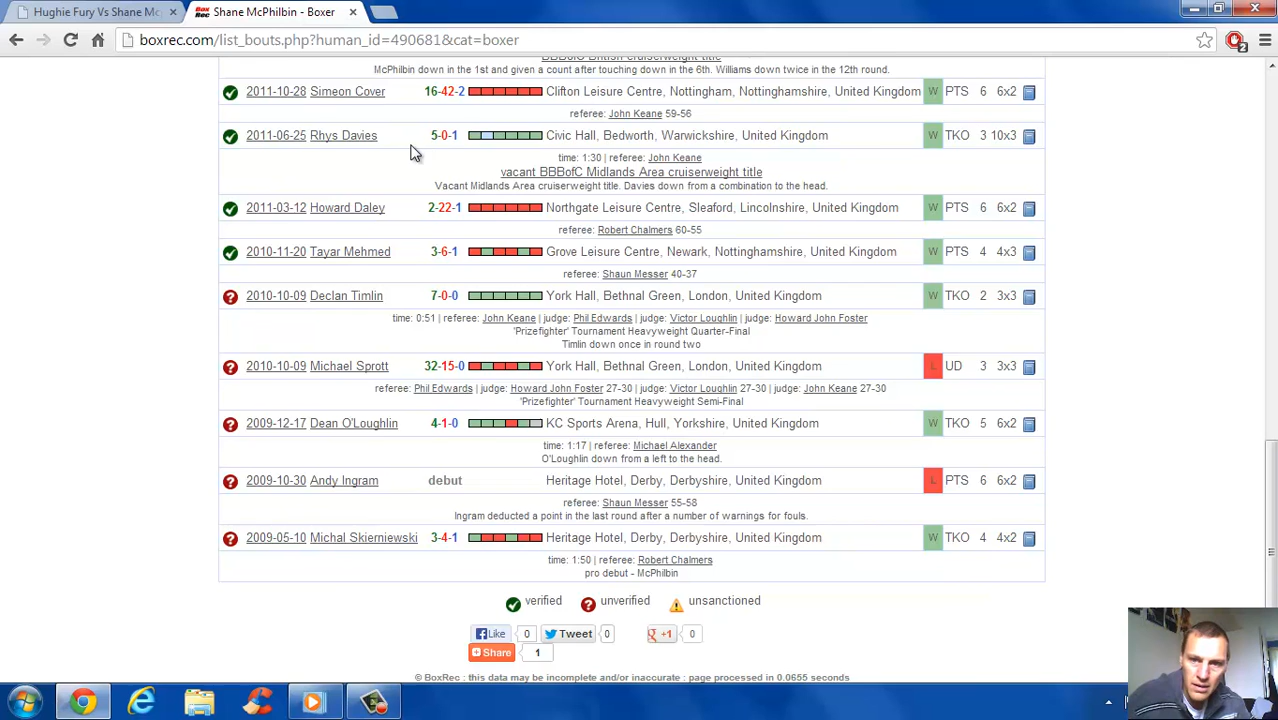 Hughie Fury Vs Shane Mc
Shane McPhilbin - Boxer
boxrec.com/list_bouts.php?human_id=490681&cat=boxer
2
BBBofC British cruiserweight title
McPhilbin down in the 1st and given a count after touching down in the 6th. Williams down twice in the 12th round.
2011-10-28 Simeon Cover 16-42-2 Clifton Leisure Centre, Nottingham, Nottinghamshire, United Kingdom W PTS 6 6x2
referee: John Keane 59-56
2011-06-25 Rhys Davies 5-0-1 Civic Hall, Bedworth, Warwickshire, United Kingdom W TKO 3 10x3
time: 1:30 | referee: John Keane
vacant BBBofC Midlands Area cruiserweight title
Vacant Midlands Area cruiserweight title. Davies down from a combination to the head.
2011-03-12 Howard Daley 2-22-1 Northgate Leisure Centre, Sleaford, Lincolnshire, United Kingdom W PTS 6 6x2
referee: Robert Chalmers 60-55
2010-11-20 Tayar Mehmed 3-6-1 Grove Leisure Centre, Newark, Nottinghamshire, United Kingdom W PTS 4 4x3
referee: Shaun Messer 40-37
2010-10-09 Declan Timlin 7-0-0 York Hall, Bethnal Green, London, United Kingdom W TKO 2 3x3
time: 0:51 | referee: John Keane | judge: Phil Edwards | judge: Victor Loughlin | judge: Howard John Foster
'Prizefighter' Tournament Heavyweight Quarter-Final
Timlin down once in round two
2010-10-09 Michael Sprott 32-15-0 York Hall, Bethnal Green, London, United Kingdom L UD 3 3x3
referee: Phil Edwards | judge: Howard John Foster 27-30 | judge: Victor Loughlin 27-30 | judge: John Keane 27-30
'Prizefighter' Tournament Heavyweight Semi-Final
2009-12-17 Dean O'Loughlin 4-1-0 KC Sports Arena, Hull, Yorkshire, United Kingdom W TKO 5 6x2
time: 1:17 | referee: Michael Alexander
O'Loughlin down from a left to the head.
2009-10-30 Andy Ingram debut Heritage Hotel, Derby, Derbyshire, United Kingdom L PTS 6 6x2
referee: Shaun Messer 55-58
Ingram deducted a point in the last round after a number of warnings for fouls.
2009-05-10 Michal Skierniewski 3-4-1 Heritage Hotel, Derby, Derbyshire, United Kingdom W TKO 4 4x2
time: 1:50 | referee: Robert Chalmers
pro debut - McPhilbin
verified unverified unsanctioned
Like 0 Tweet 0 +1 0
Share 1
© BoxRec : this data may be incomplete and/or inaccurate : page processed in 0.0655 seconds